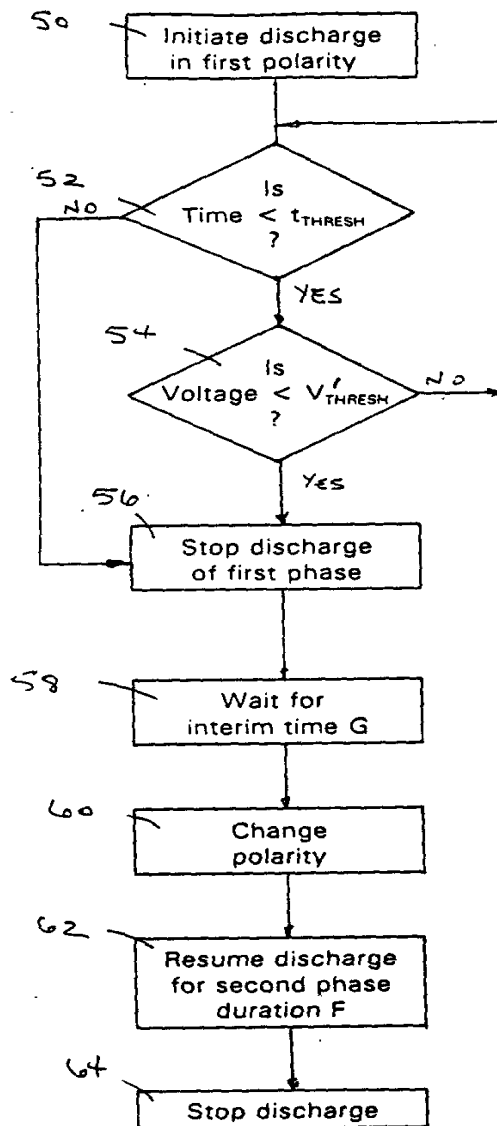 50
Initiate discharge
in first polarity
52
Is
NO
Time < tTHRESH
?
YES
54
Is
Voltage < V'THRESH
NO
?
YES
56
Stop discharge
of first phase
58
Wait for
interim time G
60
Change
polarity
62
Resume discharge
for second phase
duration F
64
Stop discharge